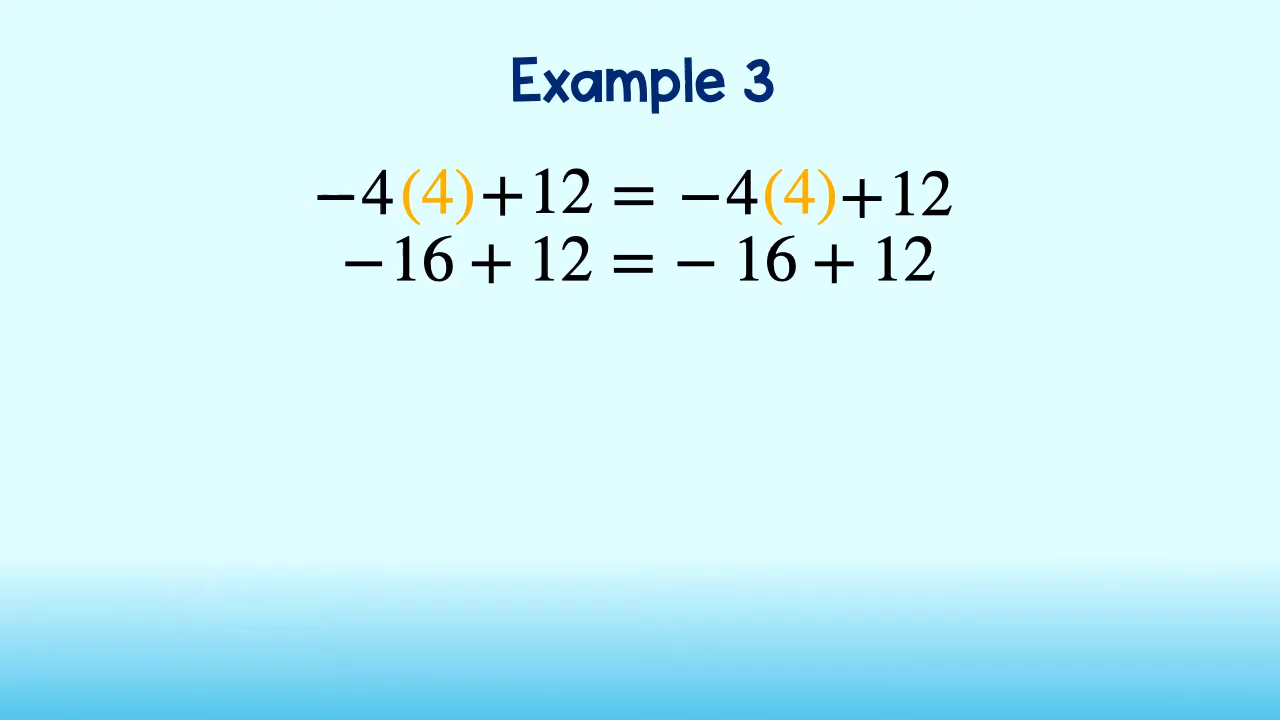 Example 3
−4(4)+12 = −4(4)+12
−16 + 12 = − 16 + 12